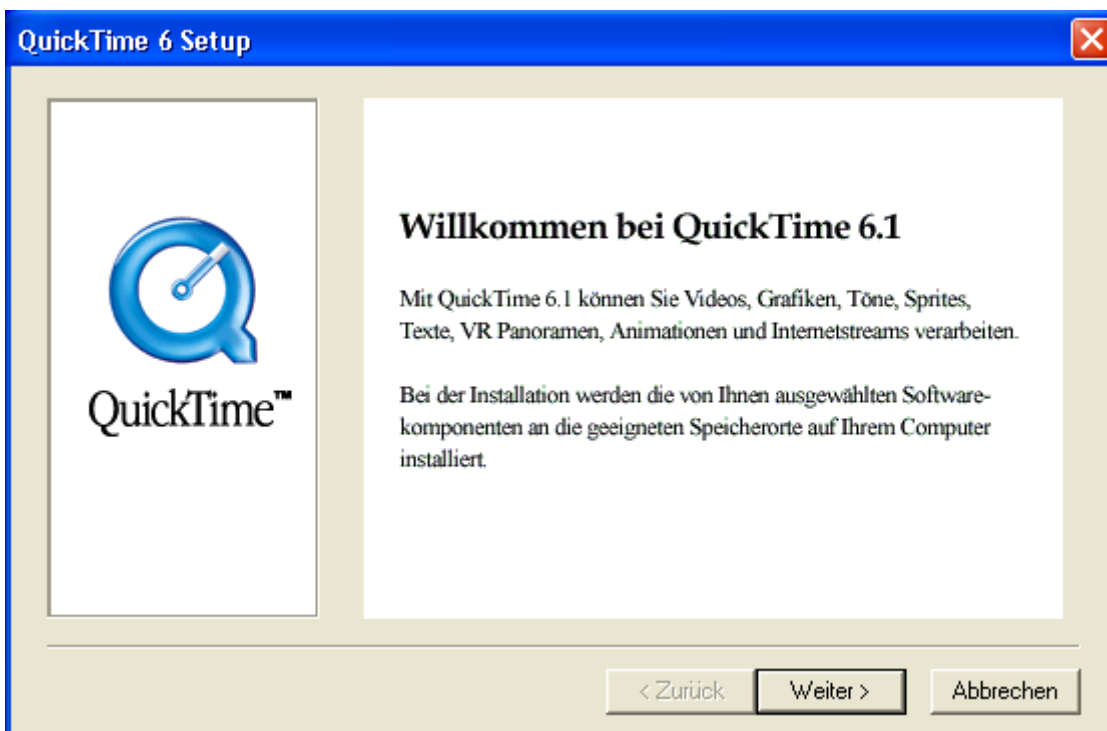 QuickTime 6 Setup
QuickTime™
Willkommen bei QuickTime 6.1
Mit QuickTime 6.1 können Sie Videos, Grafiken, Töne, Sprites,
Texte, VR Panoramen, Animationen und Internetstreams verarbeiten.
Bei der Installation werden die von Ihnen ausgewählten Software-
komponenten an die geeigneten Speicherorte auf Ihrem Computer
installiert.
< Zurück
Weiter >
Abbrechen